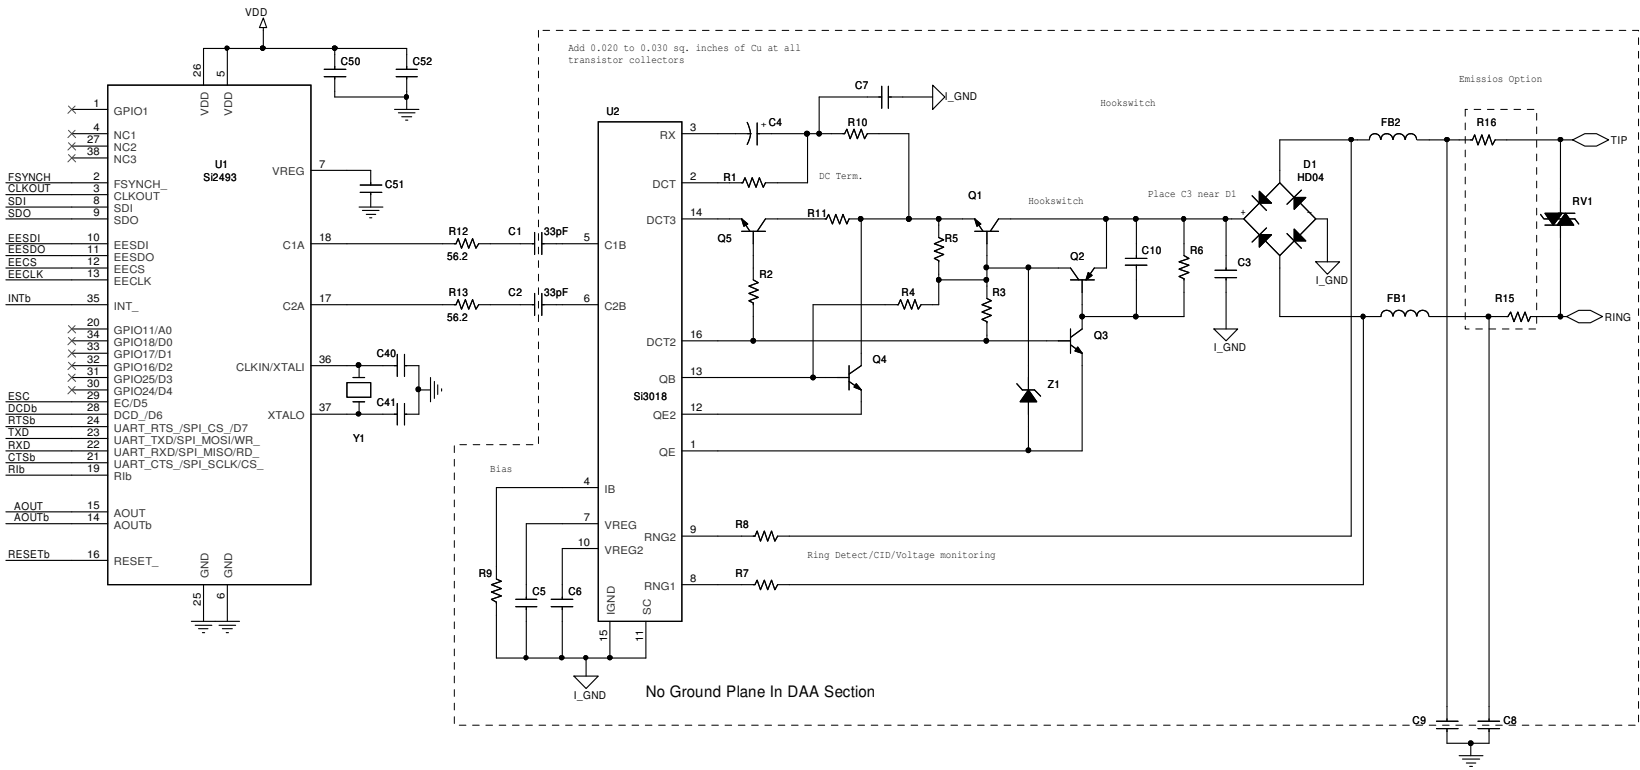 VDD
Add 0.020 to 0.030 sq. inches of Cu at all
transistor collectors
26
5
C50
C52
VDD
VDD
1
GPIO1
4
NC1
27
NC2
38
NC3
U1
Si2493
VREG
7
C51
FSYNCH
2
FSYNCH_
CLKOUT
3
CLKOUT
SDI
8
SDI
SDO
9
SDO
EESDI
10
EESDI
EESDO
11
EESDO
EECS
12
EECS
EECLK
13
EECLK
C1A
18
R12
56.2
C1
33pF
INTb
35
INT_
C2A
17
R13
56.2
C2
33pF
20
GPIO11/A0
34
GPIO18/D0
33
GPIO17/D1
32
GPIO16/D2
31
GPIO25/D3
30
GPIO24/D4
CLKIN/XTALI
36
C40
XTALO
37
C41
Y1
ESC
29
EC/D5
DCDb
28
DCD_/D6
RTSb
24
UART_RTS_/SPI_CS_/D7
TXD
23
UART_TXD/SPI_MOSI/WR_
RXD
22
UART_RXD/SPI_MISO/RD_
CTSb
21
UART_CTS_/SPI_SCLK/CS_
RIb
19
RIb
AOUT
15
AOUT
AOUTb
14
AOUTb
RESETb
16
RESET_
GND
GND
25
6
U2
RX
3
C4
+
C7
I_GND
R10
DCT
2
R1
DC Term.
DCT3
14
Q5
R11
Q1
Hookswitch
Hookswitch
Place C3 near D1
5
C1B
R2
R5
Q2
C10
R6
C3
6
C2B
R4
R3
DCT2
16
Q3
I_GND
QB
13
Q4
Z1
Si3018
QE2
12
QE
1
Bias
4
IB
7
VREG
10
VREG2
RNG2
9
R8
Ring Detect/CID/Voltage monitoring
RNG1
8
R7
R9
C5
C6
IGND
SC
15
11
I_GND
No Ground Plane In DAA Section
Emissios Option
FB2
R16
TIP
D1
HD04
+
-
RV1
I_GND
FB1
R15
RING
C9
C8